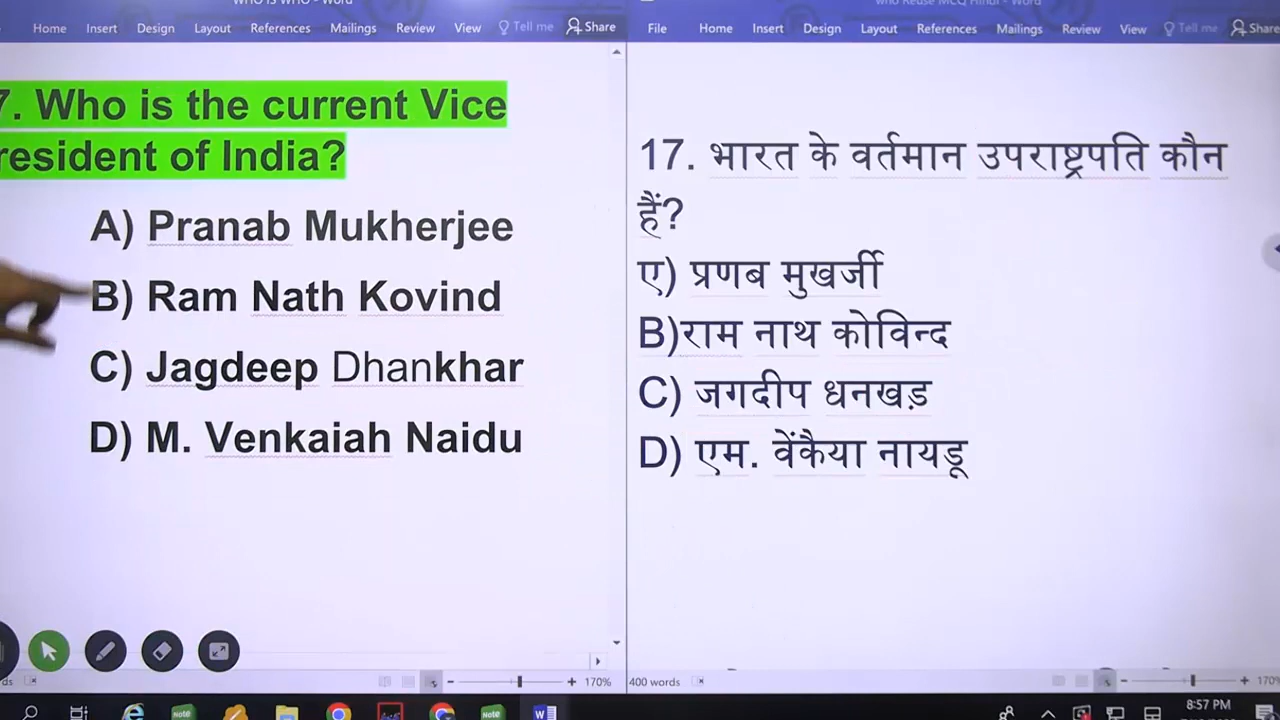 Home Insert Design Layout References Mailings Review View Tell me Share
File Home Insert Design Layout References Mailings Review View Tell me Share
7. Who is the current Vice
resident of India?
A) Pranab Mukherjee
B) Ram Nath Kovind
C) Jagdeep Dhankhar
D) M. Venkaiah Naidu
17. भारत के वर्तमान उपराष्ट्रपति कौन
हैं?
ए) प्रणब मुखर्जी
B)राम नाथ कोविन्द
C) जगदीप धनखड़
D) एम. वेंकैया नायडू
170%
400 words
170%
Note
Note
8:57 PM